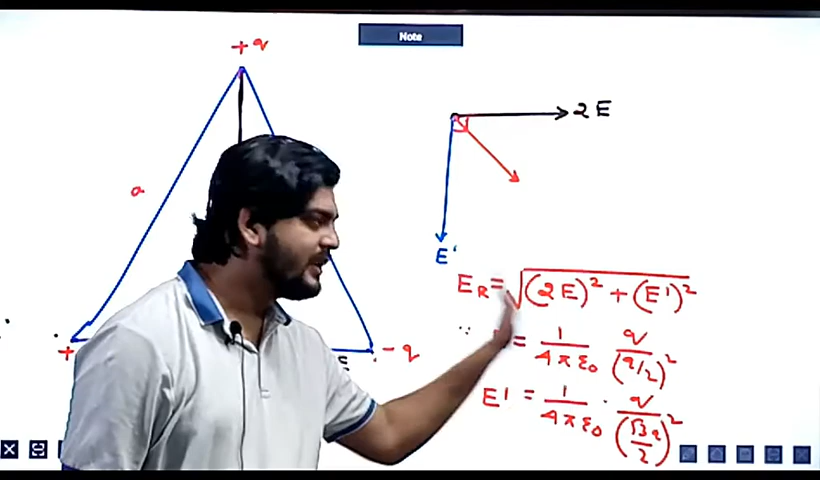 Note
+q
2E
a
E'
E_R = √((2E)² + (E')²)
∵ = 1/(4πε₀) q/(a/2)²
+
E
-q
E' = 1/(4πε₀) · q/(√3a/2)²